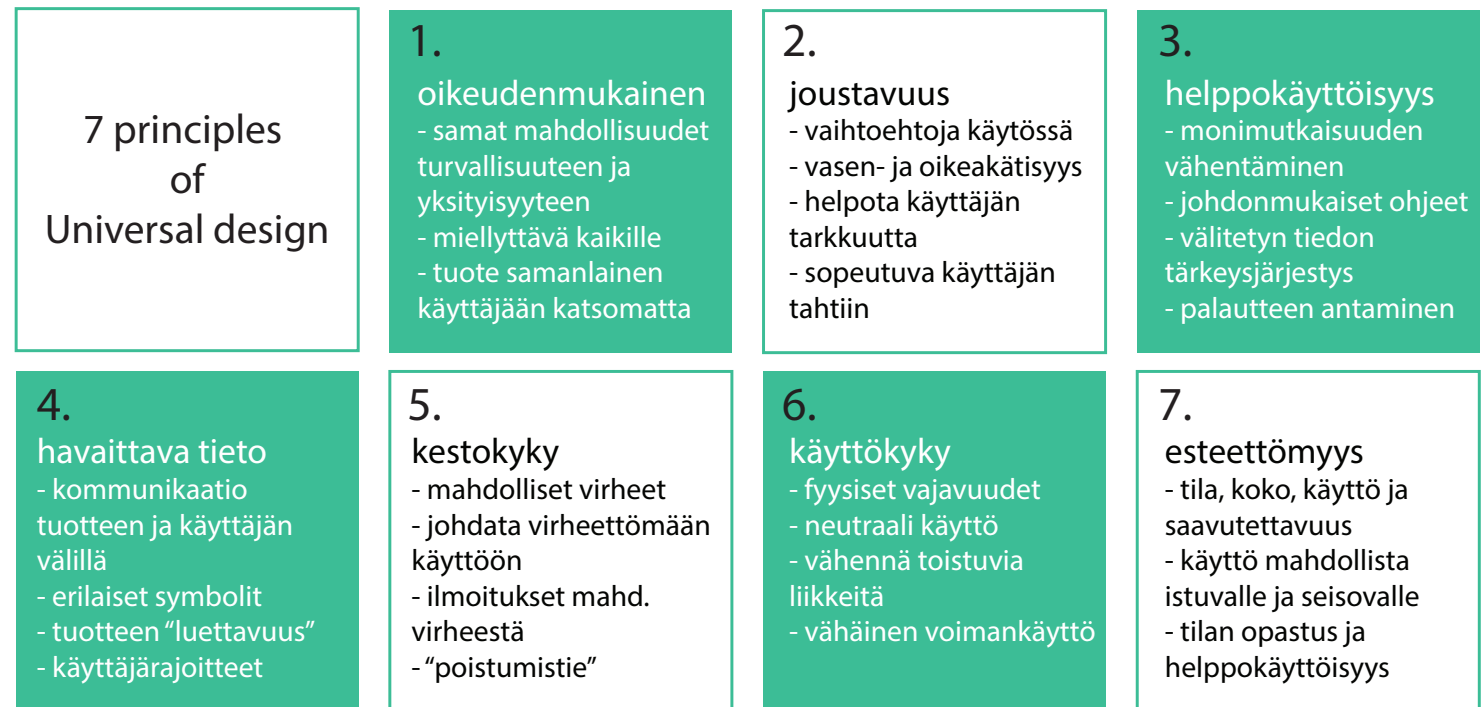 7 principles
of
Universal design
1.
oikeudenmukainen
- samat mahdollisuudet
turvallisuuteen ja
yksityisyyteen
- miellyttävä kaikille
- tuote samanlainen
käyttäjään katsomatta
2.
joustavuus
- vaihtoehtoja käytössä
- vasen- ja oikeakätisyys
- helpota käyttäjän
tarkkuutta
- sopeutuva käyttäjän
tahtiin
3.
helppokäyttöisyys
- monimutkaisuuden
vähentäminen
- johdonmukaiset ohjeet
- välitetyn tiedon
tärkeysjärjestys
- palautteen antaminen
4.
havaittava tieto
- kommunikaatio
tuotteen ja käyttäjän
välillä
- erilaiset symbolit
- tuotteen “luettavuus”
- käyttäjärajoitteet
5.
kestokyky
- mahdolliset virheet
- johdata virheettömään
käyttöön
- ilmoitukset mahd.
virheestä
- “poistumistie”
6.
käyttökyky
- fyysiset vajavuudet
- neutraali käyttö
- vähennä toistuvia
liikkeitä
- vähäinen voimankäyttö
7.
esteettömyys
- tila, koko, käyttö ja
saavutettavuus
- käyttö mahdollista
istuvalle ja seisovalle
- tilan opastus ja
helppokäyttöisyys